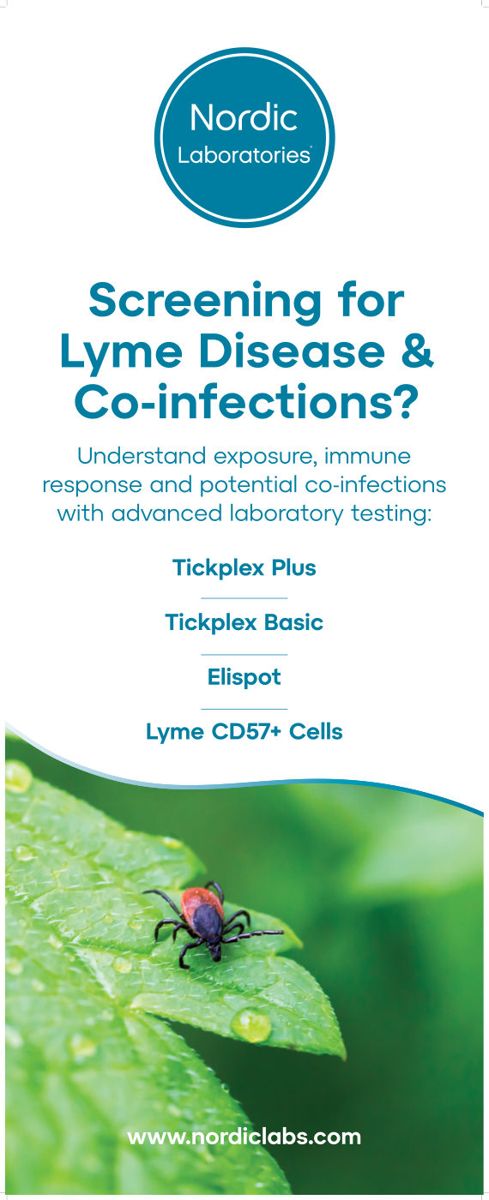 Nordic
Laboratories®
Screening for
Lyme Disease &
Co-infections?
Understand exposure, immune
response and potential co-infections
with advanced laboratory testing:
Tickplex Plus
Tickplex Basic
Elispot
Lyme CD57+ Cells
www.nordiclabs.com